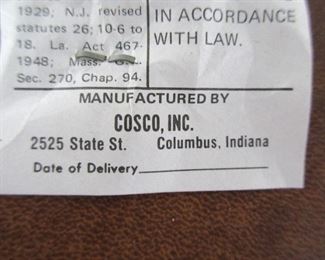 1929; N.J. revised
statutes 26; 10-6 to
18. La. Act 467-
1948; Mass.
Sec. 270, Chap. 94.
IN ACCORDANCE
WITH LAW.
MANUFACTURED BY
COSCO, INC.
2525 State St. Columbus, Indiana
Date of Delivery